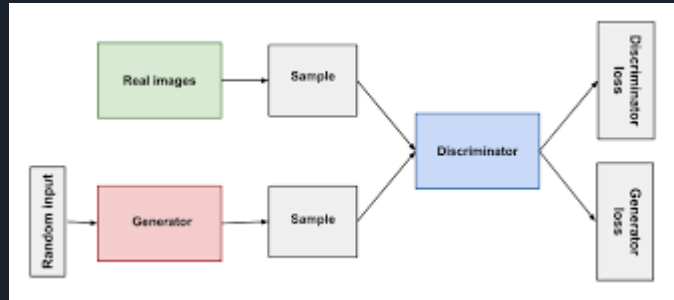 Real images
Sample
Discriminator
loss
Discriminator
Random input
Generator
Sample
Generator
loss